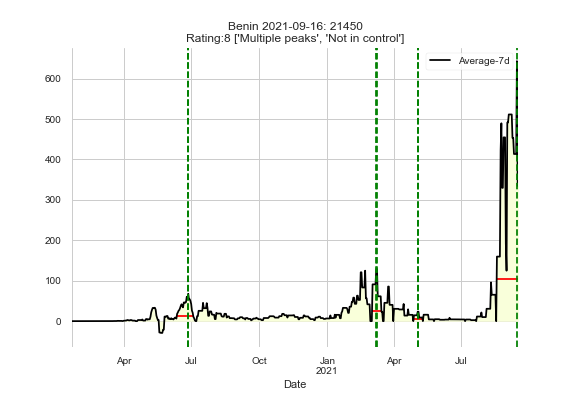 Benin 2021-09-16: 21450
Rating:8 ['Multiple peaks', 'Not in control']
Average-7d
600
500
400
300
200
100
0
Apr
Jul
Oct
Jan
2021
Apr
Jul
Date